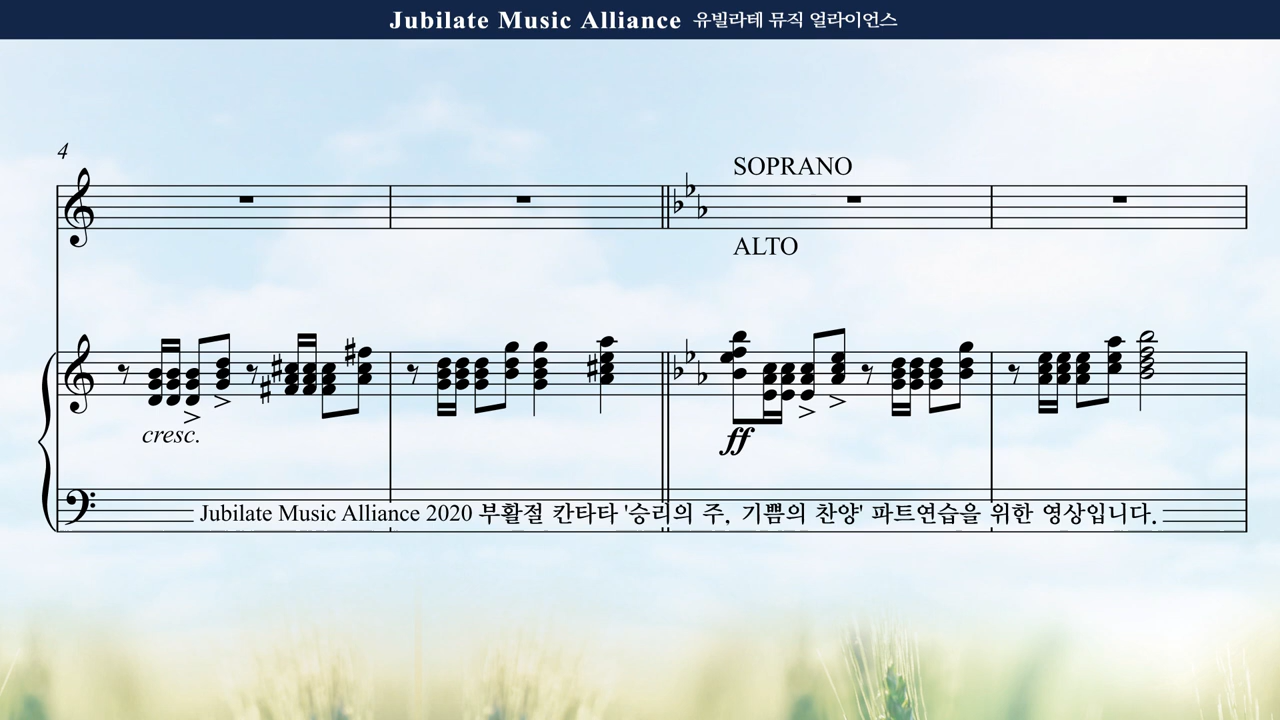 Jubilate Music Alliance 유빌라테 뮤직 얼라이언스
4
SOPRANO
ALTO
cresc.
ff
Jubilate Music Alliance 2020 부활절 칸타타 '승리의 주, 기쁨의 찬양' 파트연습을 위한 영상입니다.